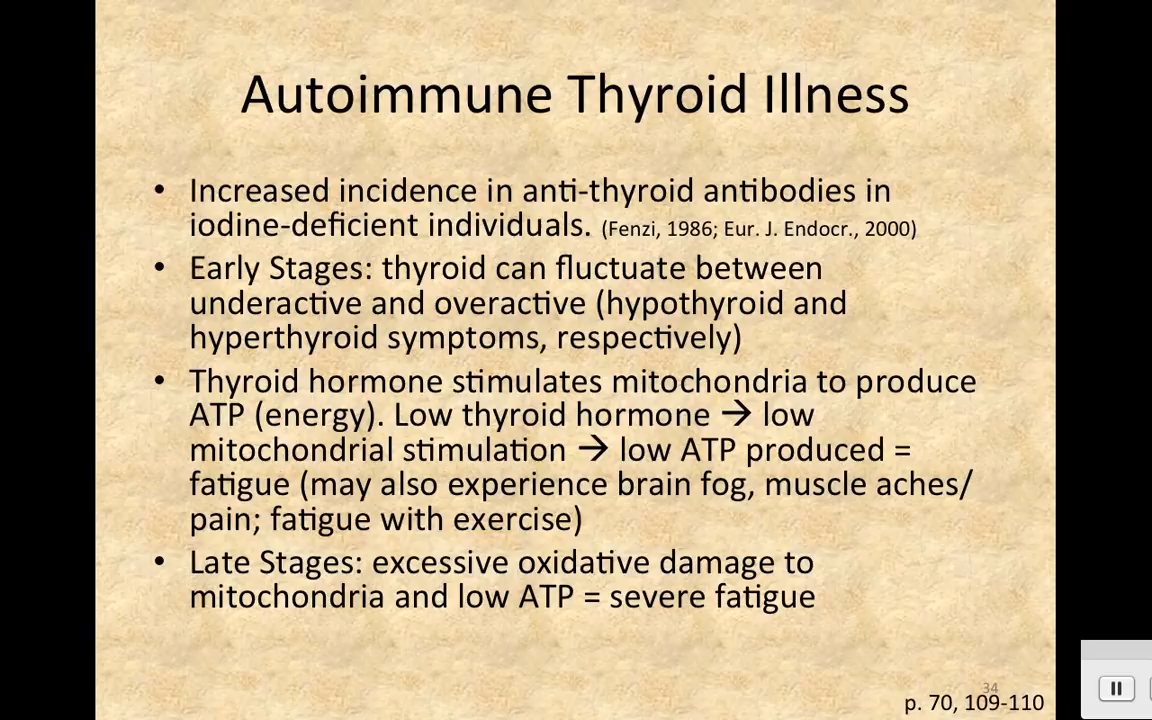 Autoimmune Thyroid Illness
• Increased incidence in anti-thyroid antibodies in
iodine-deficient individuals. (Fenzi, 1986; Eur. J. Endocr., 2000)
• Early Stages: thyroid can fluctuate between
underactive and overactive (hypothyroid and
hyperthyroid symptoms, respectively)
• Thyroid hormone stimulates mitochondria to produce
ATP (energy). Low thyroid hormone → low
mitochondrial stimulation → low ATP produced =
fatigue (may also experience brain fog, muscle aches/
pain; fatigue with exercise)
• Late Stages: excessive oxidative damage to
mitochondria and low ATP = severe fatigue
34
p. 70, 109-110